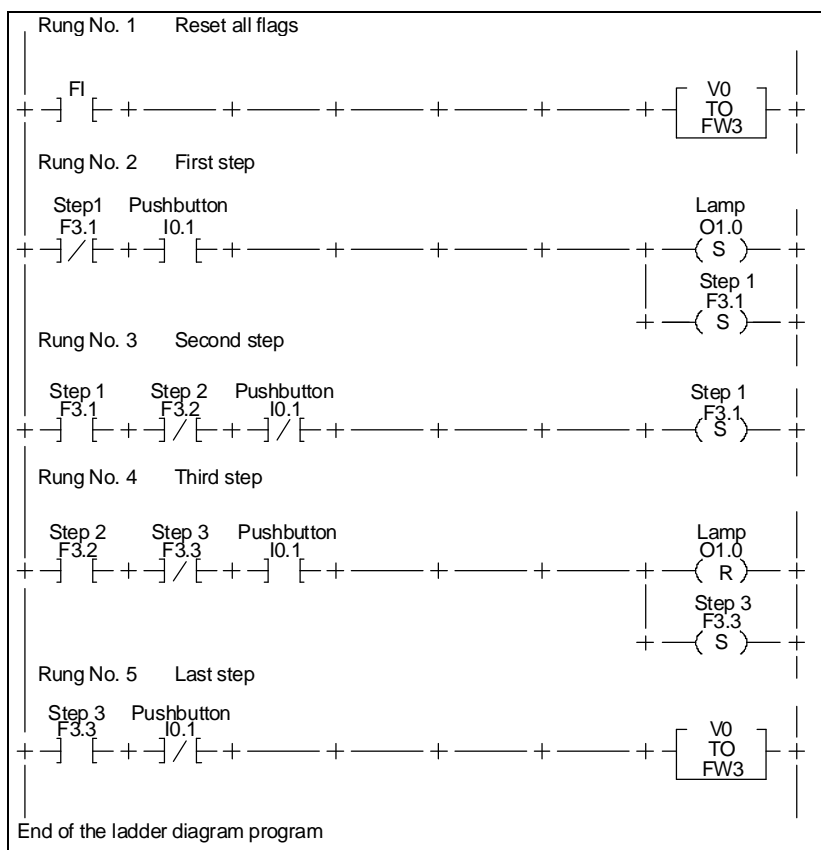 Rung No. 1 Reset all flags
FI
V0
TO
FW3
Rung No. 2 First step
Step1 Pushbutton Lamp
F3.1 I0.1 O1.0
S
Step 1
F3.1
S
Rung No. 3 Second step
Step 1 Step 2 Pushbutton Step 1
F3.1 F3.2 I0.1 F3.1
S
Rung No. 4 Third step
Step 2 Step 3 Pushbutton Lamp
F3.2 F3.3 I0.1 O1.0
R
Step 3
F3.3
S
Rung No. 5 Last step
Step 3 Pushbutton
F3.3 I0.1 V0
TO
FW3
End of the ladder diagram program